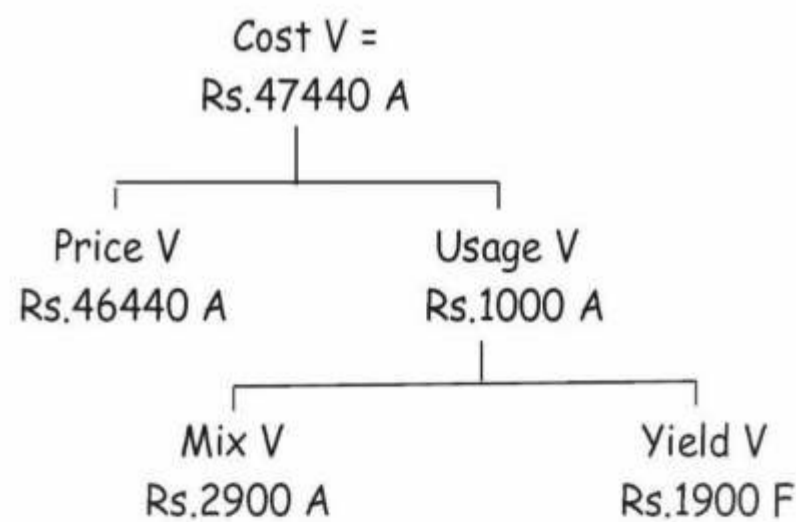 Cost V =
Rs.47440 A
Price V
Rs.46440 A
Usage V
Rs.1000 A
Mix V
Rs.2900 A
Yield V
Rs.1900 F